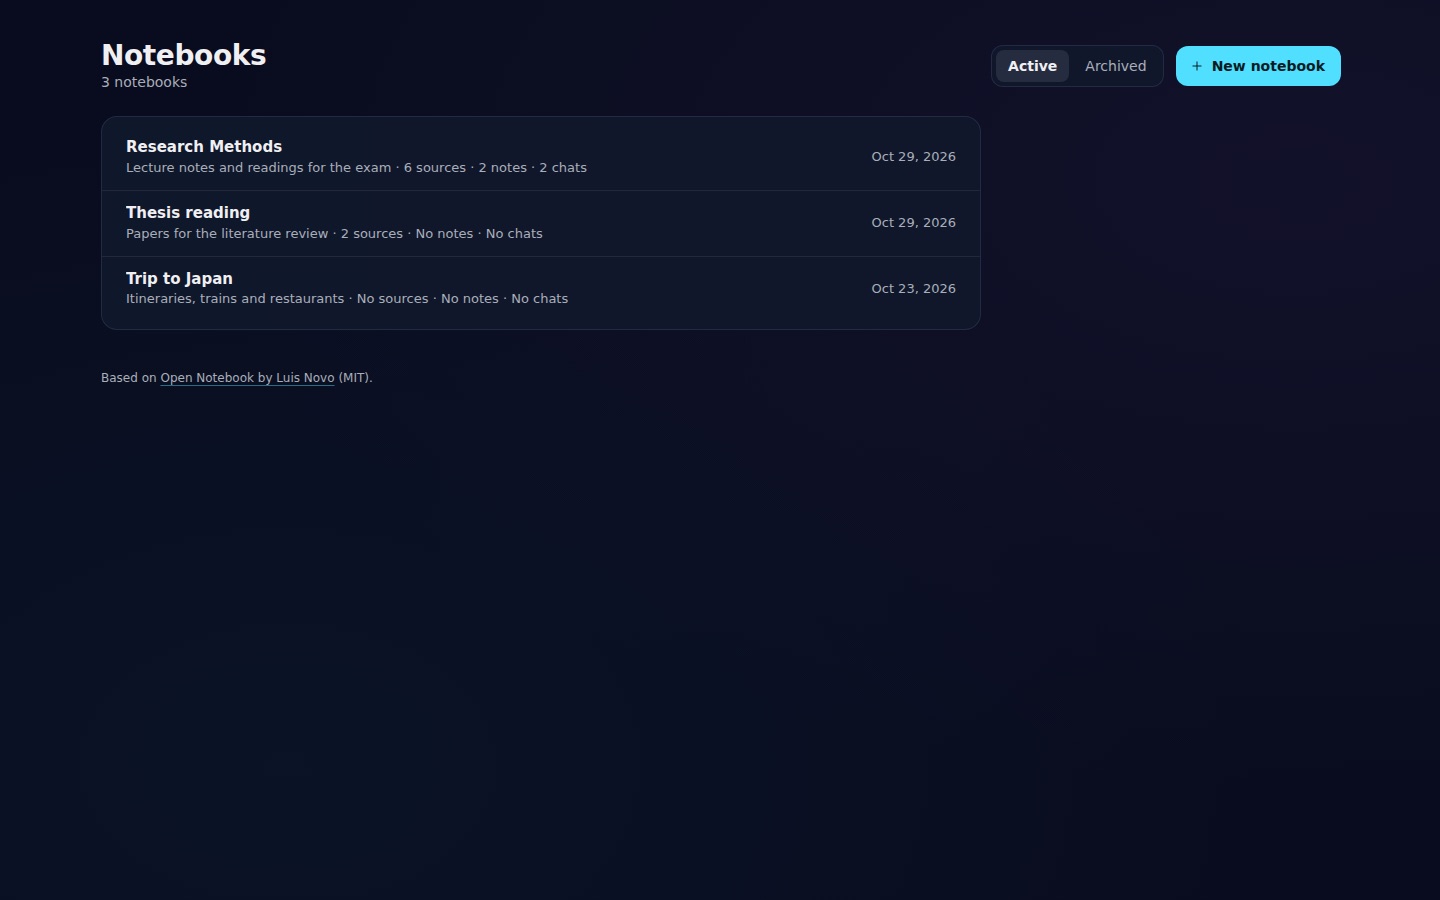 Notebooks
3 notebooks
Active
Archived
+ New notebook
Research Methods
Lecture notes and readings for the exam · 6 sources · 2 notes · 2 chats
Oct 29, 2026
Thesis reading
Papers for the literature review · 2 sources · No notes · No chats
Oct 29, 2026
Trip to Japan
Itineraries, trains and restaurants · No sources · No notes · No chats
Oct 23, 2026
Based on Open Notebook by Luis Novo (MIT).